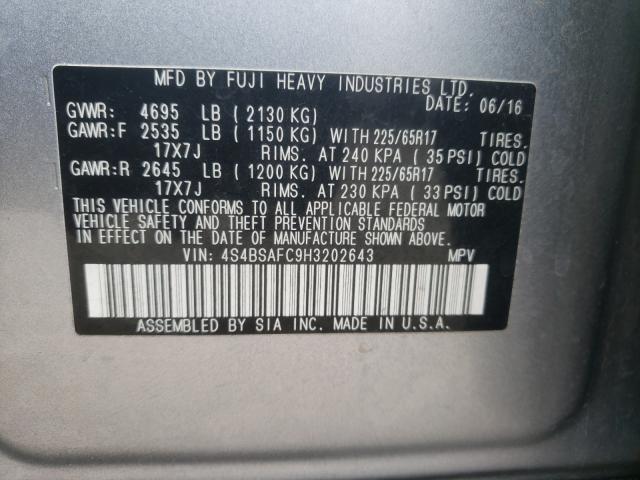 MFD BY FUJI HEAVY INDUSTRIES LTD.
DATE: 06/16
GVWR: 4695 LB (2130 KG)
GAWR:F 2535 LB (1150 KG) WITH 225/65R17 TIRES.
17X7J RIMS. AT 240 KPA (35 PSI) COLD
GAWR:R 2645 LB (1200 KG) WITH 225/65R17 TIRES.
17X7J RIMS. AT 230 KPA (33 PSI) COLD
THIS VEHICLE CONFORMS TO ALL APPLICABLE FEDERAL MOTOR
VEHICLE SAFETY AND THEFT PREVENTION STANDARDS
IN EFFECT ON THE DATE OF MANUFACTURE SHOWN ABOVE.
VIN: 4S4BSAFC9H3202643 MPV
ASSEMBLED BY SIA INC. MADE IN U.S.A.